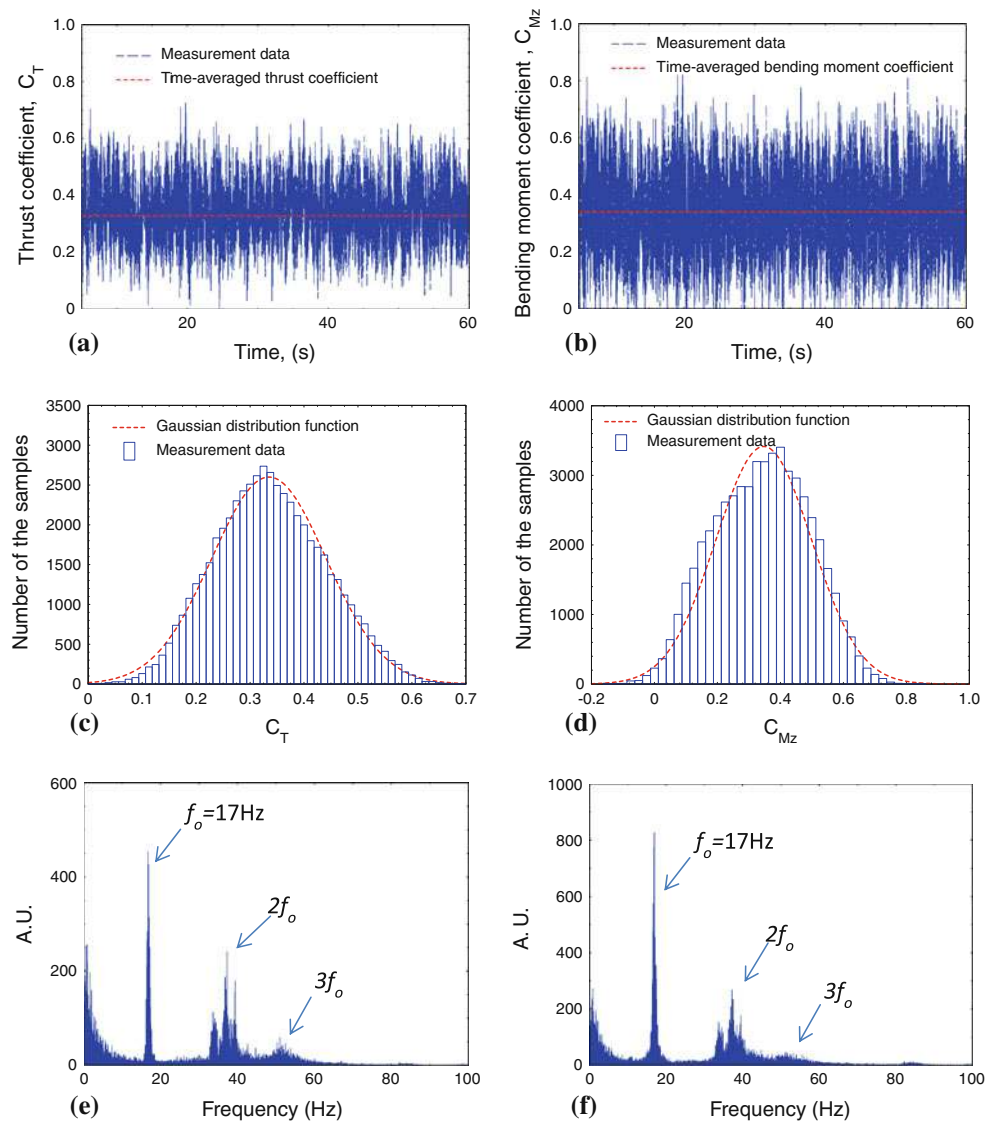 1.0
0.8
0.6
0.4
0.2
0
Thrust coefficient, C_T
Measurement data
Time-averaged thrust coefficient
20
40
60
(a)
Time, (s)
1.0
0.8
0.6
0.4
0.2
0
Bending moment coefficient , C_Mz
Measurement data
Time-averaged bending moment coefficient
20
40
60
(b)
Time, (s)
3500
3000
2500
2000
1500
1000
500
0
Number of the samples
Gaussian distribution function
Measurement data
0
0.1
0.2
0.3
0.4
0.5
0.6
0.7
(c)
C_T
4000
3000
2000
1000
0
Number of the samples
Gaussian distribution function
Measurement data
-0.2
0
0.2
0.4
0.6
0.8
1.0
(d)
C_Mz
600
400
200
0
A.U.
f_o=17Hz
2f_o
3f_o
0
20
40
60
80
100
(e)
Frequency (Hz)
1000
800
600
400
200
0
A. U.
f_o=17Hz
2f_o
3f_o
0
20
40
60
80
100
(f)
Frequency (Hz)